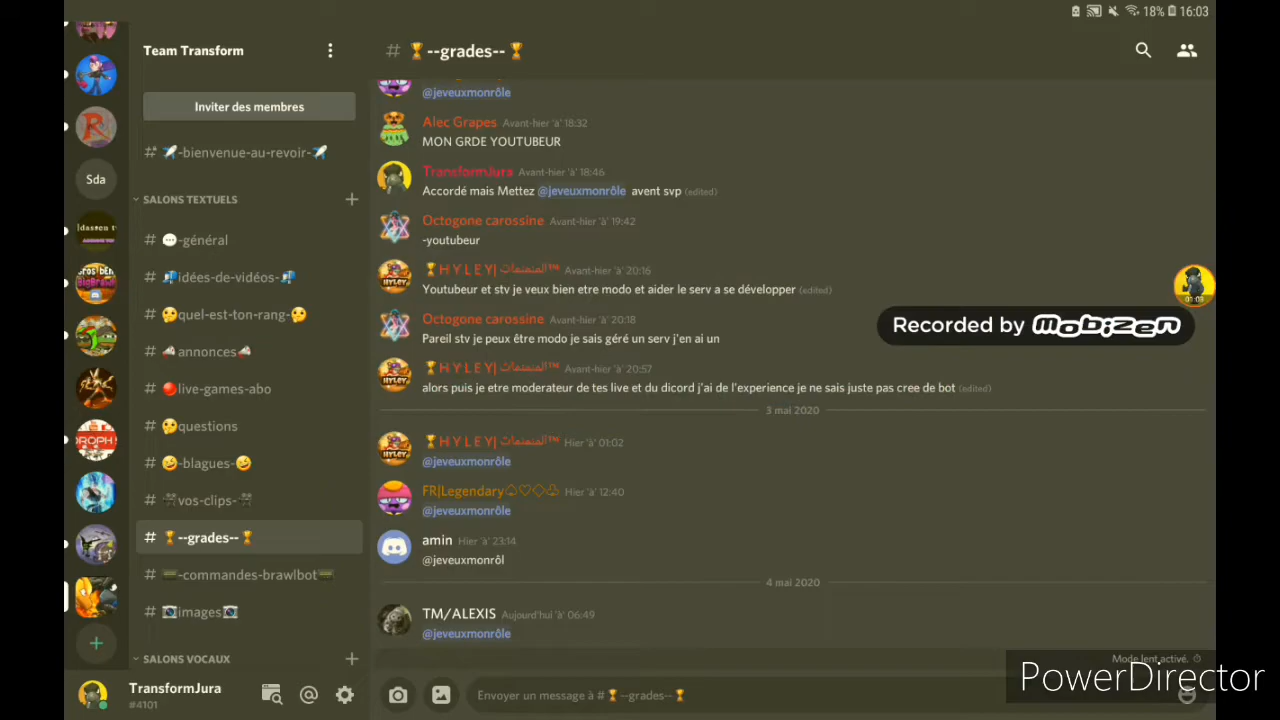 18% 16:03
Team Transform
# 🏆--grades--🏆
Inviter des membres
@jeveuxmonrôle
# ✈️-bienvenue-au-revoir-✈️
Alec Grapes Avant-hier 'à' 18:32
MON GRDE YOUTUBEUR
R
Sda
SALONS TEXTUELS
TransformJura Avant-hier 'à' 18:46
Accordé mais Mettez @jeveuxmonrôle avent svp (edited)
Octogone carossine Avant-hier 'à' 19:42
-youtubeur
# 💬-général
# idées-de-vidéos-
# 🤔quel-est-ton-rang-🤔
# 📣annonces📣
# 🔴live-games-abo
# 🤔questions
# 🤣-blagues-🤣
# 🎥vos-clips-🎥
# 🏆--grades--🏆
# -commandes-brawlbot
# 📷images📷
🏆H Y L E Y| Avant-hier 'à' 20:16
Youtubeur et stv je veux bien etre modo et aider le serv a se développer (edited)
01:03
Recorded by mobizen
Octogone carossine Avant-hier 'à' 20:18
Pareil stv je peux être modo je sais géré un serv j'en ai un
🏆H Y L E Y| Avant-hier 'à' 20:57
alors puis je etre moderateur de tes live et du dicord j'ai de l'experience je ne sais juste pas cree de bot (edited)
3 mai 2020
🏆H Y L E Y| Hier 'à' 01:02
@jeveuxmonrôle
HYLEY
FR|Legendary♤♡◇♧ Hier 'à' 12:40
@jeveuxmonrôle
amin Hier 'à' 23:14
@jeveuxmonrôl
4 mai 2020
TM/ALEXIS Aujourd'hui 'à' 06:49
@jeveuxmonrôle
SALONS VOCAUX
Mode lent activé.
TransformJura
#4101
Envoyer un message à #🏆--grades--🏆
PowerDirector